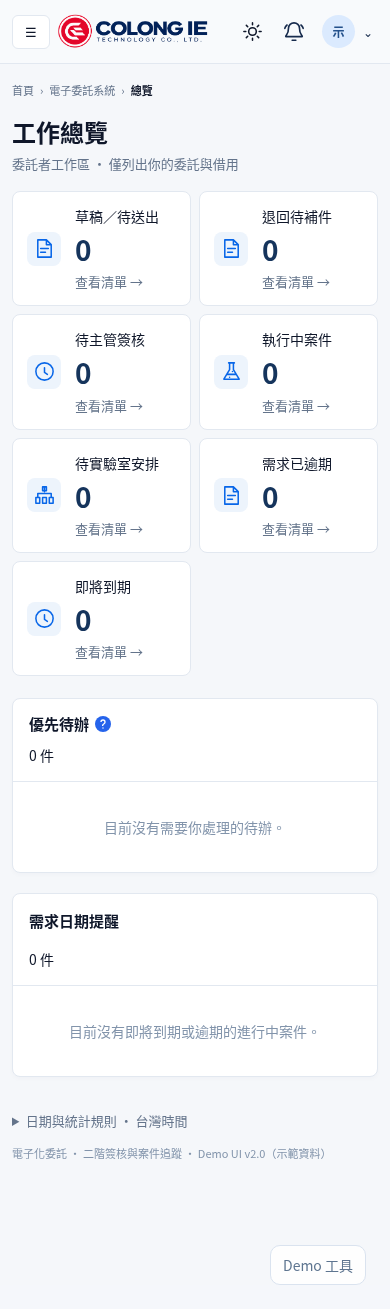 ☰ COLONG IE 示 ⌄
TECHNOLOGY CO., LTD.
首頁 › 電子委託系統 › 總覽
工作總覽
委託者工作區 · 僅列出你的委託與借用
草稿／待送出
0
查看清單 →
退回待補件
0
查看清單 →
待主管簽核
0
查看清單 →
執行中案件
0
查看清單 →
待實驗室安排
0
查看清單 →
需求已逾期
0
查看清單 →
即將到期
0
查看清單 →
優先待辦 ?
0 件
目前沒有需要你處理的待辦。
需求日期提醒
0 件
目前沒有即將到期或逾期的進行中案件。
▶ 日期與統計規則 · 台灣時間
電子化委託 · 二階簽核與案件追蹤 · Demo UI v2.0（示範資料）
Demo 工具